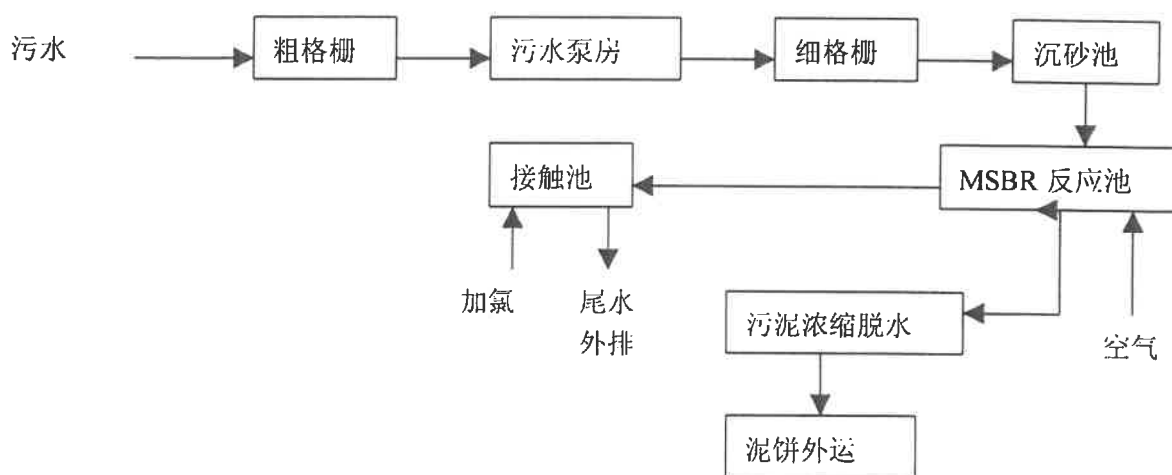 污水
粗格栅
污水泵房
细格栅
沉砂池
接触池
MSBR 反应池
加氯
尾水
外排
污泥浓缩脱水
空气
泥饼外运